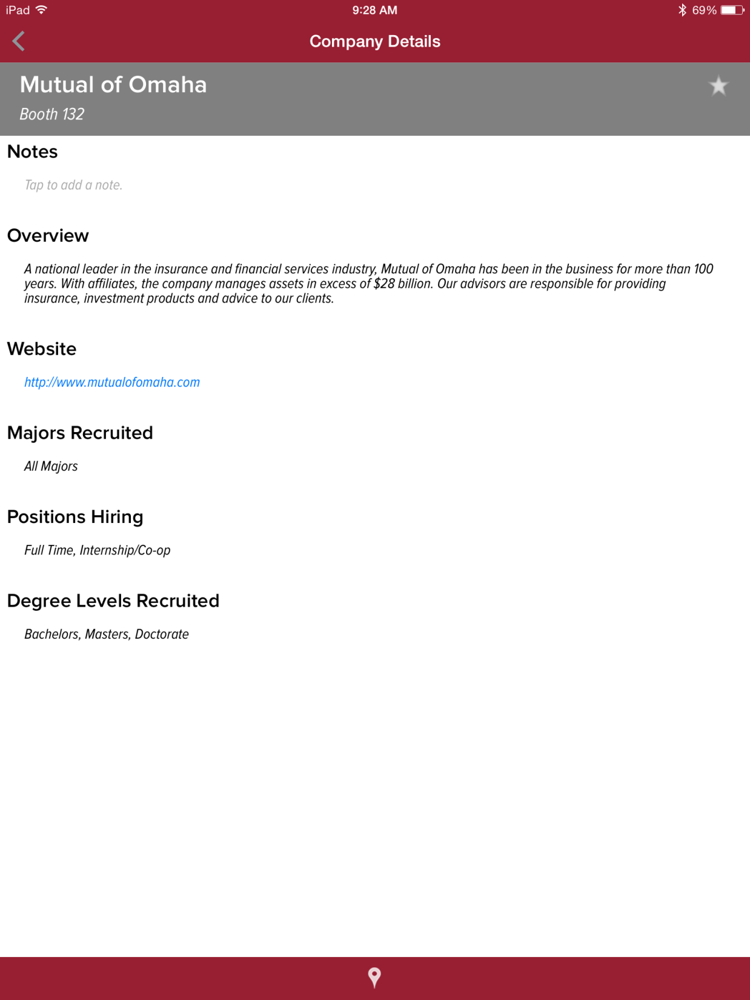 iPad
9:28 AM
69%
Company Details
Mutual of Omaha
Booth 132
Notes
Tap to add a note.
Overview
A national leader in the insurance and financial services industry, Mutual of Omaha has been in the business for more than 100
years. With affiliates, the company manages assets in excess of $28 billion. Our advisors are responsible for providing
insurance, investment products and advice to our clients.
Website
http://www.mutualofomaha.com
Majors Recruited
All Majors
Positions Hiring
Full Time, Internship/Co-op
Degree Levels Recruited
Bachelors, Masters, Doctorate